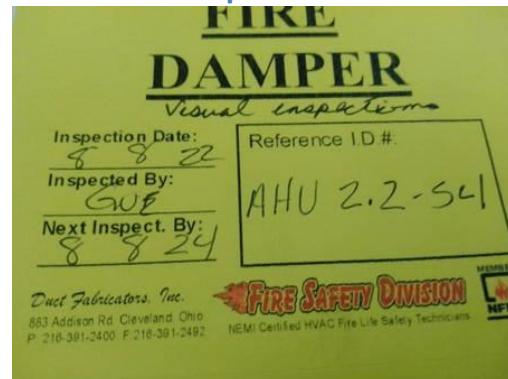 FIRE
DAMPER
Visual inspections
Inspection Date:
8 8 22
Inspected By:
GUE
Next Inspect. By:
8 8 24
Reference I.D.#:
AHU 2.2-S41
Duct Fabricators, Inc.
883 Addison Rd. Cleveland, Ohio
P: 216-391-2400 F: 216-391-2492
FIRE SAFETY DIVISION
NEMI Certified HVAC Fire Life Safety Technicians
MEMBE
NF